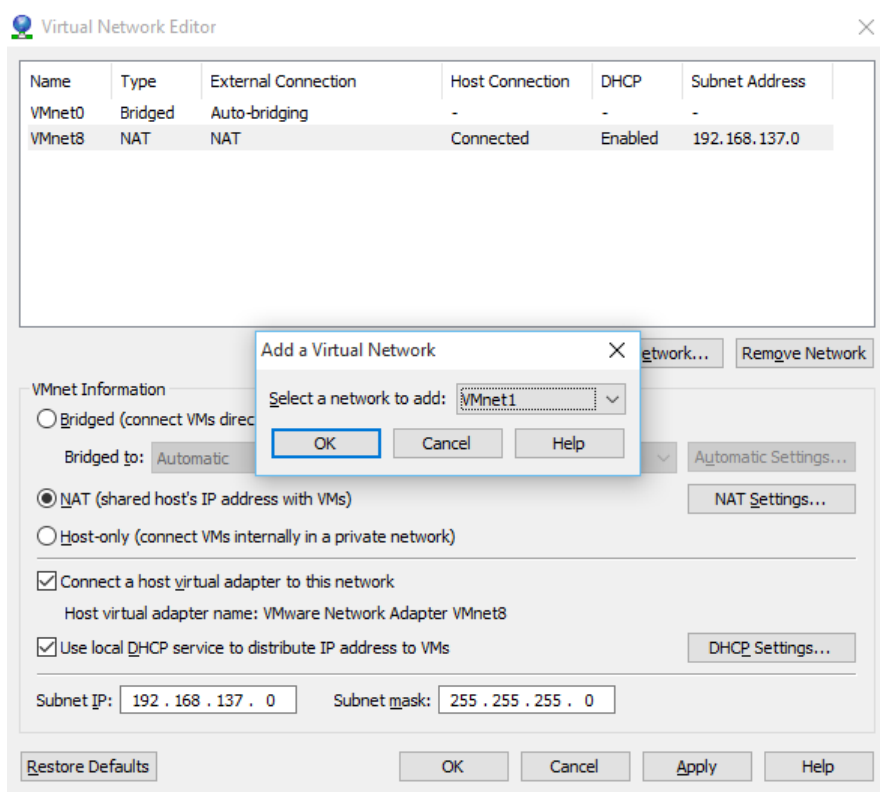 Virtual Network Editor
Name Type External Connection Host Connection DHCP Subnet Address
VMnet0 Bridged Auto-bridging - - -
VMnet8 NAT NAT Connected Enabled 192.168.137.0
Add a Virtual Network
etwork... Remove Network
Select a network to add: VMnet1
OK Cancel Help
VMnet Information
Bridged (connect VMs direc
Bridged to: Automatic Automatic Settings...
NAT (shared host's IP address with VMs) NAT Settings...
Host-only (connect VMs internally in a private network)
Connect a host virtual adapter to this network
Host virtual adapter name: VMware Network Adapter VMnet8
Use local DHCP service to distribute IP address to VMs DHCP Settings...
Subnet IP: 192 . 168 . 137 . 0 Subnet mask: 255 . 255 . 255 . 0
Restore Defaults OK Cancel Apply Help